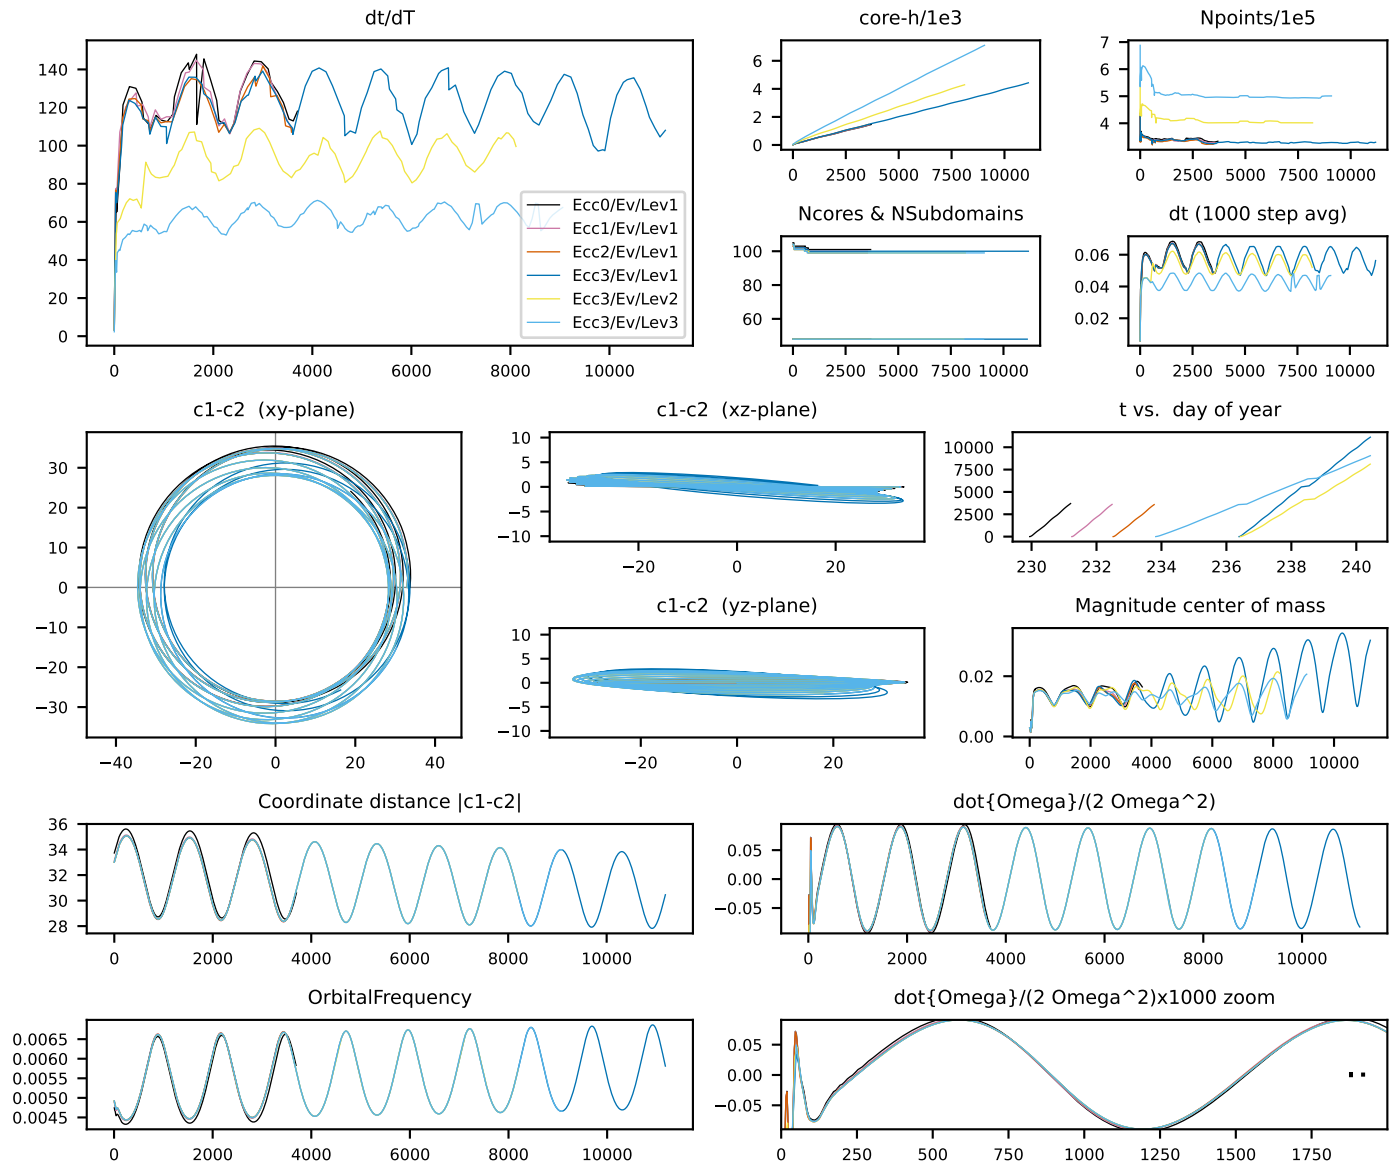 dt/dT
140
120
100
80
60
40
20
0
0 2000 4000 6000 8000 10000
Ecc0/Ev/Lev1
Ecc1/Ev/Lev1
Ecc2/Ev/Lev1
Ecc3/Ev/Lev1
Ecc3/Ev/Lev2
Ecc3/Ev/Lev3
core-h/1e3
6
4
2
0
0 2500 5000 7500 10000
Npoints/1e5
7
6
5
4
0 2500 5000 7500 10000
Ncores & NSubdomains
100
80
60
0 2500 5000 7500 10000
dt (1000 step avg)
0.06
0.04
0.02
0 2500 5000 7500 10000
c1-c2 (xy-plane)
30
20
10
0
−10
−20
−30
−40 −20 0 20 40
c1-c2 (xz-plane)
10
5
0
−5
−10
−20 0 20
t vs. day of year
10000
7500
5000
2500
0
230 232 234 236 238 240
c1-c2 (yz-plane)
10
5
0
−5
−10
−20 0 20
Magnitude center of mass
0.02
0.00
0 2000 4000 6000 8000 10000
Coordinate distance |c1-c2|
36
34
32
30
28
0 2000 4000 6000 8000 10000
dot{Omega}/(2 Omega^2)
0.05
0.00
−0.05
0 2000 4000 6000 8000 10000
OrbitalFrequency
0.0065
0.0060
0.0055
0.0050
0.0045
0 2000 4000 6000 8000 10000
dot{Omega}/(2 Omega^2)x1000 zoom
0.05
0.00
−0.05
0 250 500 750 1000 1250 1500 1750